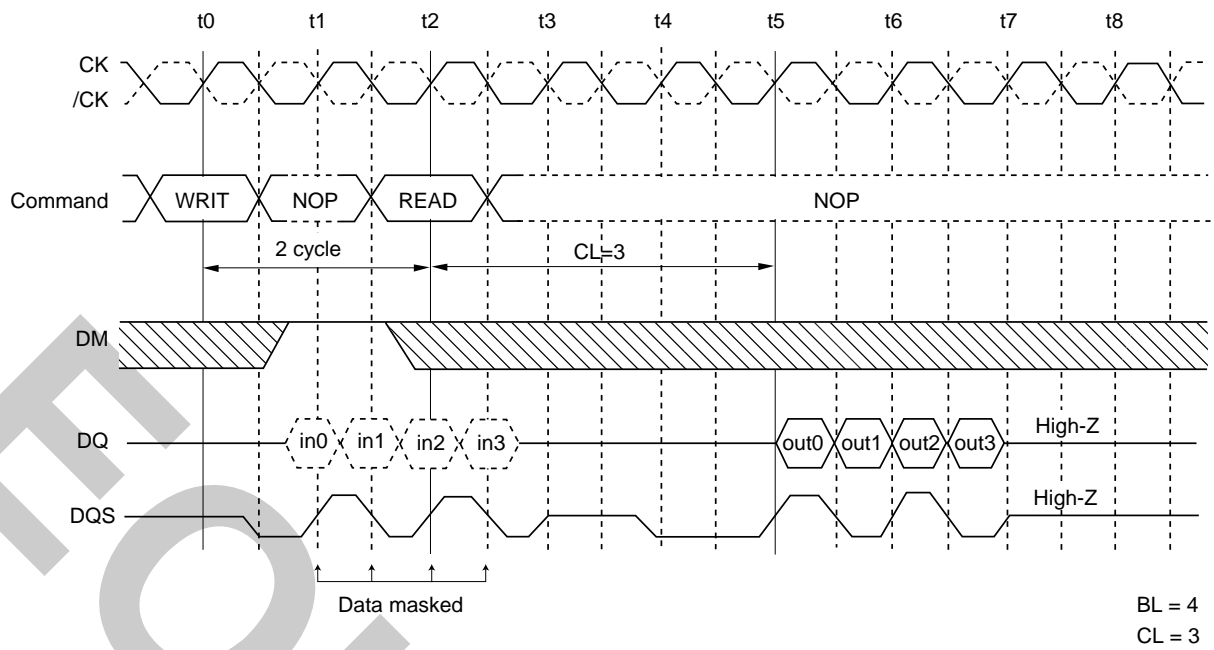 t0 t1 t2 t3 t4 t5 t6 t7 t8
CK
/CK
Command WRIT NOP READ NOP
2 cycle CL=3
DM
DQ in0 in1 in2 in3 out0 out1 out2 out3 High-Z
DQS High-Z
Data masked
BL = 4
CL = 3